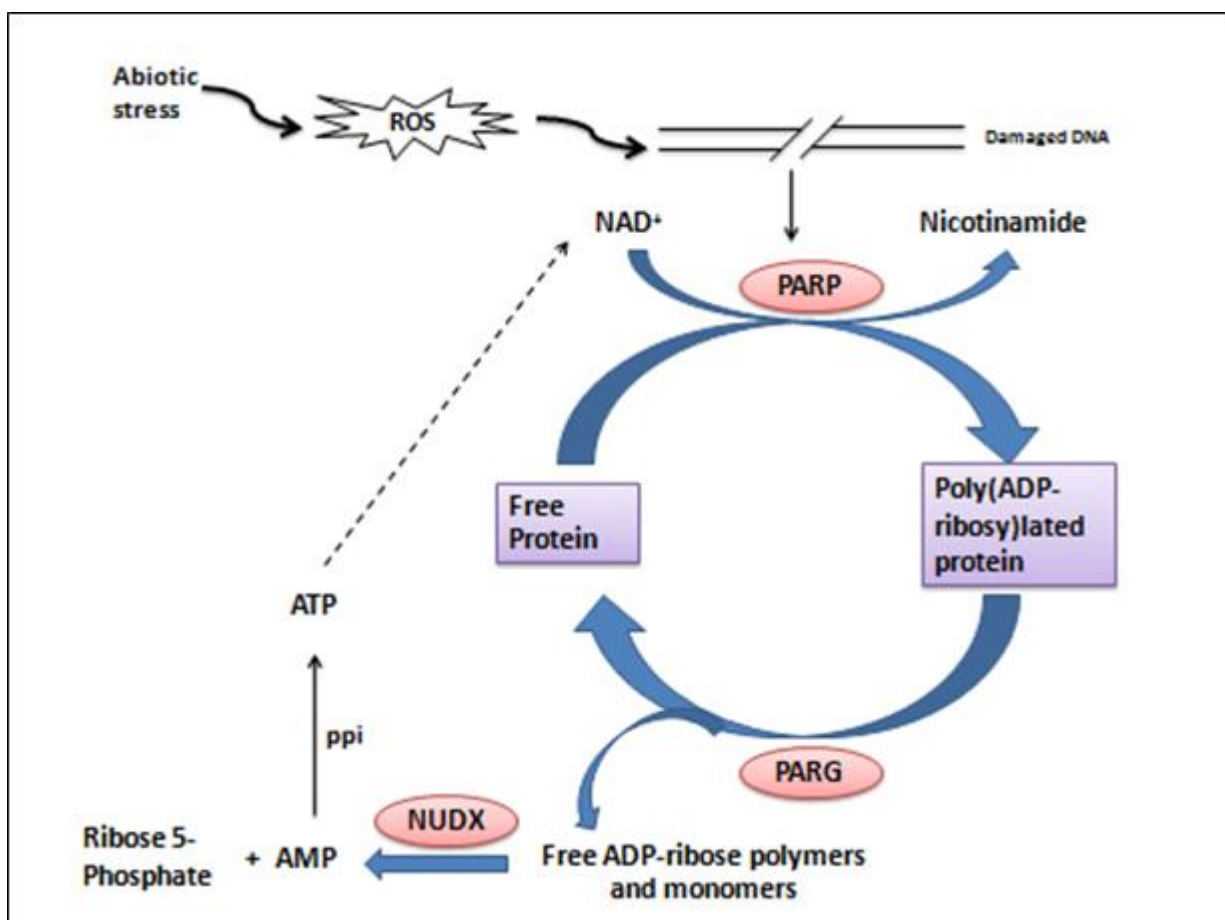 Abiotic
stress
ROS
Damaged DNA
NAD+
Nicotinamide
PARP
Free
Protein
Poly(ADP-
ribosy)lated
protein
ATP
ppi
PARG
NUDX
Ribose 5-
Phosphate
+ AMP
Free ADP-ribose polymers
and monomers